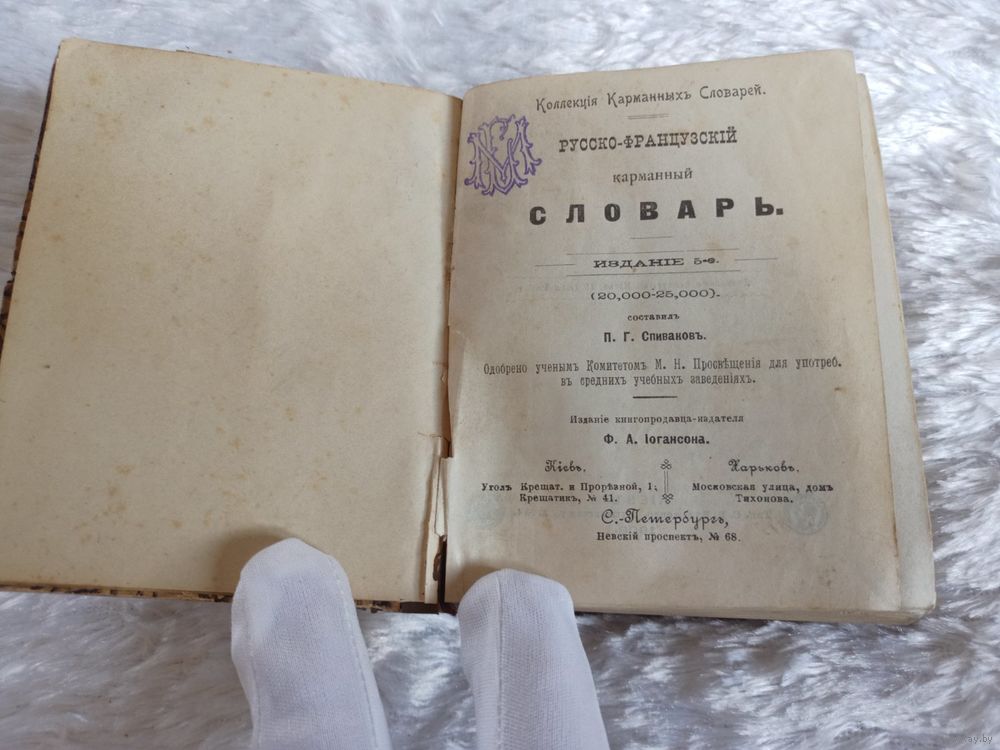 Коллекція Карманныхъ Словарей.
РУССКО-ФРАНЦУЗСКІЙ
карманный
СЛОВАРЬ.
ИЗДАНІЕ 5-е.
(20,000-25,000).
составилъ
П. Г. Спиваковъ.
Одобрено ученымъ Комитетомъ М. Н. Просвѣщенія для употреб.
въ среднихъ учебныхъ заведеніяхъ.
Изданіе книгопродавца-издателя
Ф. А. Іогансона.
Кіевъ.
Уголъ Крещат. и Прорѣзной, 1;
Крещатикъ, № 41.
Харьковъ.
Московская улица, домъ
Тихонова.
С.-Петербургъ,
Невскій проспектъ, № 68.
ay.by